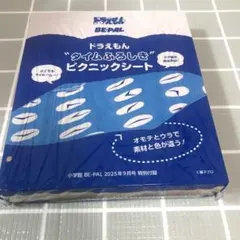 ドラえもん
BE-PAL
ドラえもん
"タイムふろしき"
ピクニックシート
オモテとウラで
素材と色が違う!
小学館 BE-PAL 2025年9月号 特別付録